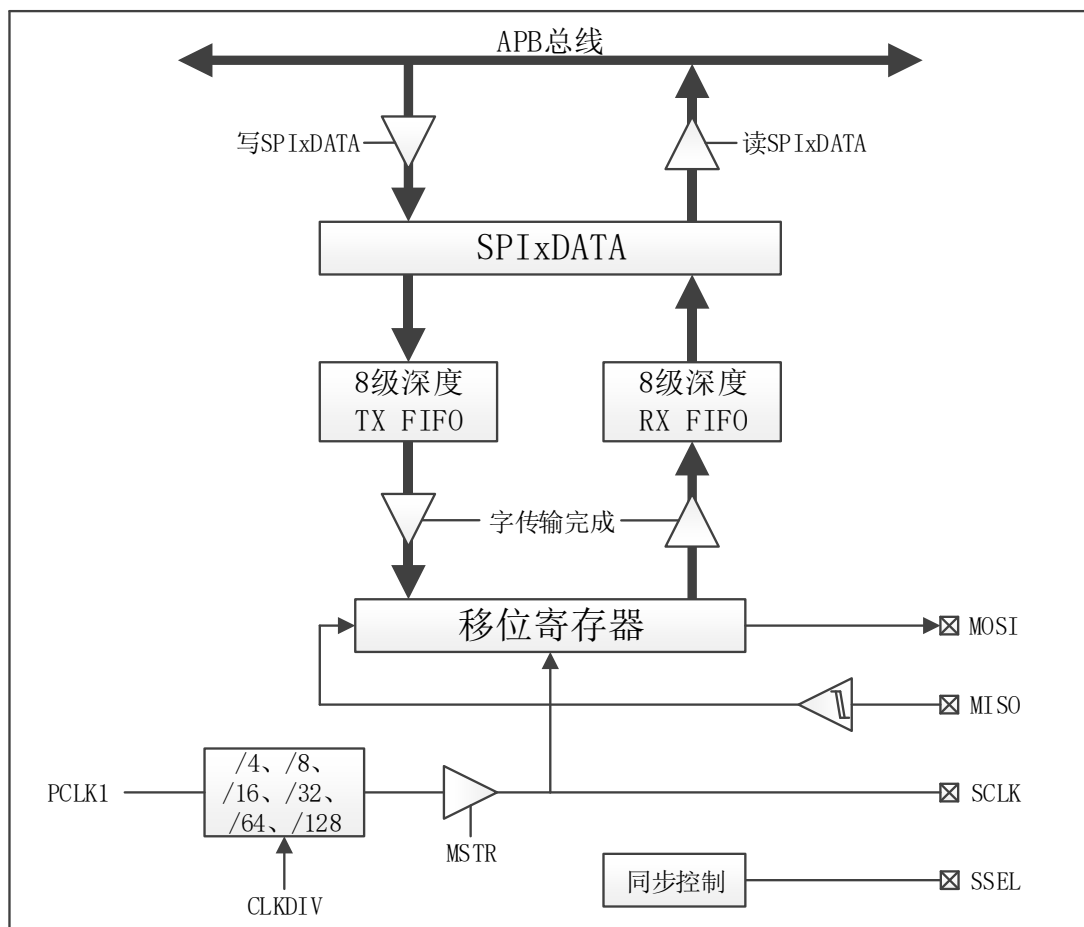 APB总线
写SPIxDATA
读SPIxDATA
SPIxDATA
8级深度
TX FIFO
8级深度
RX FIFO
字传输完成
移位寄存器
MOSI
MISO
/4、/8、
/16、/32、
/64、/128
PCLK1
SCLK
MSTR
同步控制
SSEL
CLKDIV